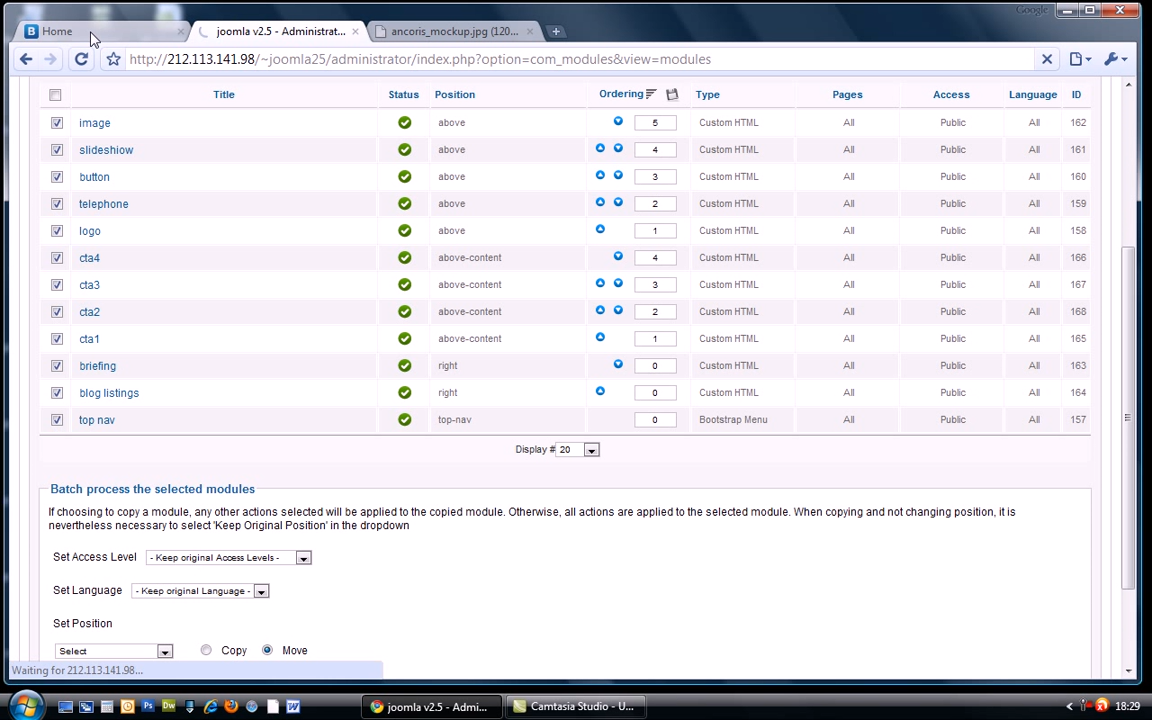 Google
Home
joomla v2.5 - Administrat...
ancoris_mockup.jpg (120...
http://212.113.141.98/~joomla25/administrator/index.php?option=com_modules&view=modules
Title Status Position Ordering Type Pages Access Language ID
image above 5 Custom HTML All Public All 162
slideshiow above 4 Custom HTML All Public All 161
button above 3 Custom HTML All Public All 160
telephone above 2 Custom HTML All Public All 159
logo above 1 Custom HTML All Public All 158
cta4 above-content 4 Custom HTML All Public All 166
cta3 above-content 3 Custom HTML All Public All 167
cta2 above-content 2 Custom HTML All Public All 168
cta1 above-content 1 Custom HTML All Public All 165
briefing right 0 Custom HTML All Public All 163
blog listings right 0 Custom HTML All Public All 164
top nav top-nav 0 Bootstrap Menu All Public All 157
Display # 20
Batch process the selected modules
If choosing to copy a module, any other actions selected will be applied to the copied module. Otherwise, all actions are applied to the selected module. When copying and not changing position, it is
nevertheless necessary to select 'Keep Original Position' in the dropdown
Set Access Level - Keep original Access Levels -
Set Language - Keep original Language -
Set Position
Select Copy Move
Waiting for 212.113.141.98...
joomla v2.5 - Admi...
Camtasia Studio - U...
18:29